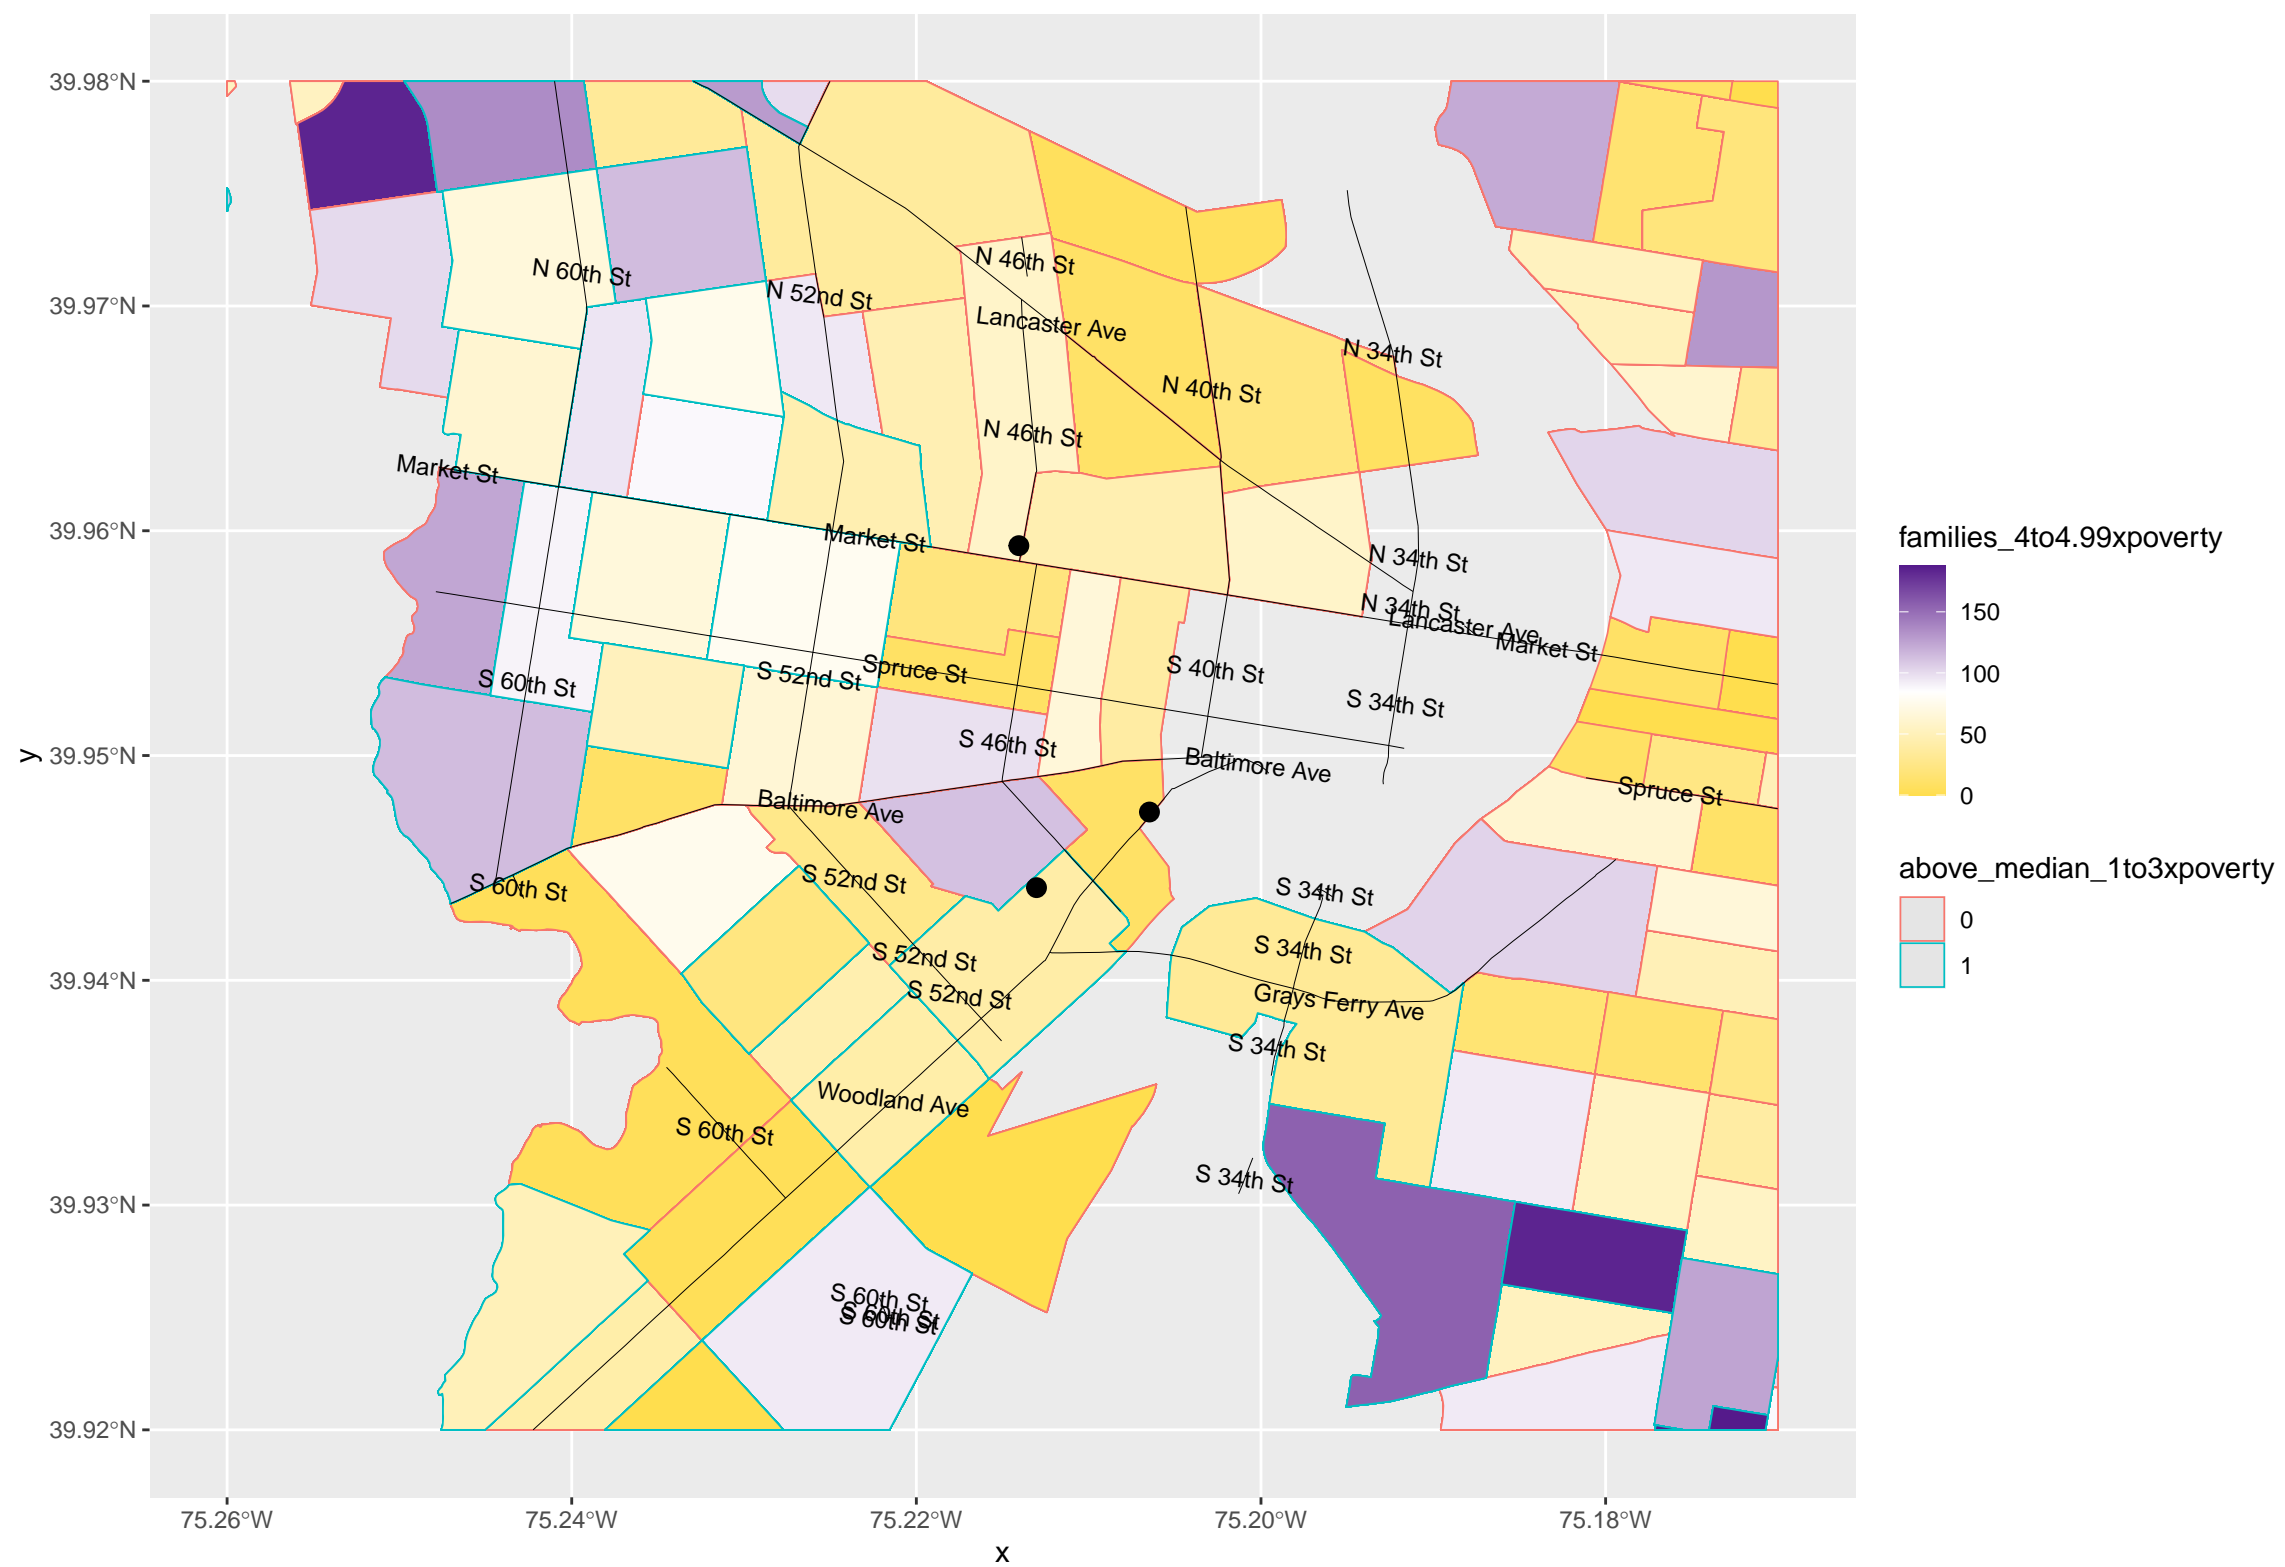 39.98°N
39.97°N
39.96°N
39.95°N
39.94°N
39.93°N
39.92°N
y
N 60th St
N 52nd St
N 46th St
Lancaster Ave
N 34th St
N 40th St
N 46th St
Market St
Market St
N 34th St
N 34th St
Lancaster Ave
Market St
Spruce St
S 52nd St
S 60th St
S 40th St
S 34th St
S 46th St
Baltimore Ave
Spruce St
Baltimore Ave
S 60th St
S 52nd St
S 34th St
S 52nd St
S 34th St
S 52nd St
Grays Ferry Ave
S 34th St
Woodland Ave
S 60th St
S 34th St
S 60th St
S 60th St
S 60th St
75.26°W
75.24°W
75.22°W
75.20°W
75.18°W
x
families_4to4.99xpoverty
150
100
50
0
above_median_1to3xpoverty
0
1